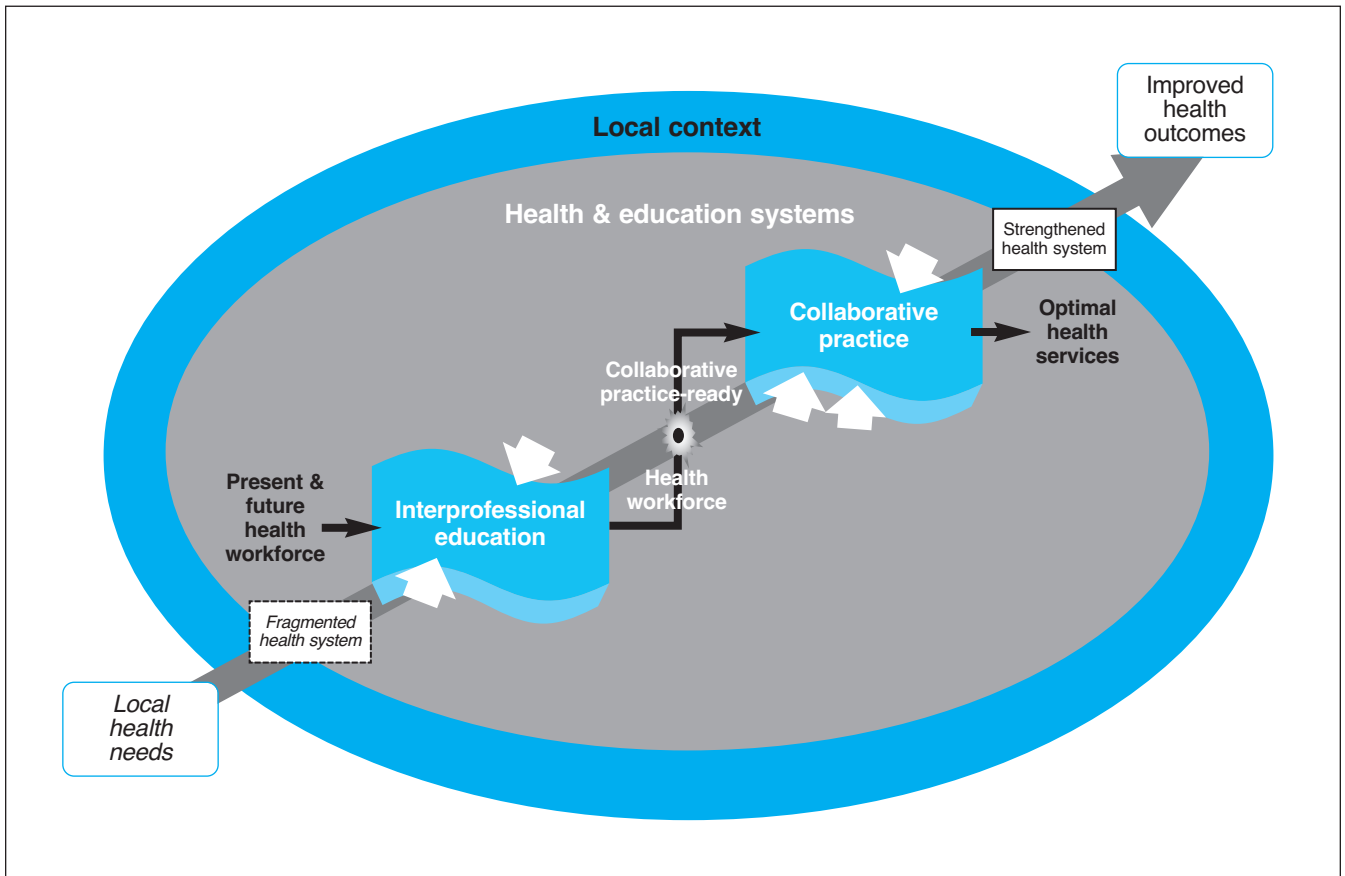 Improved
health
outcomes
Local context
Health & education systems
Strengthened
health system
Collaborative
practice
Optimal
health
services
Collaborative
practice-ready
Health
workforce
Present &
future
health
workforce
Interprofessional
education
Fragmented
health system
Local
health
needs